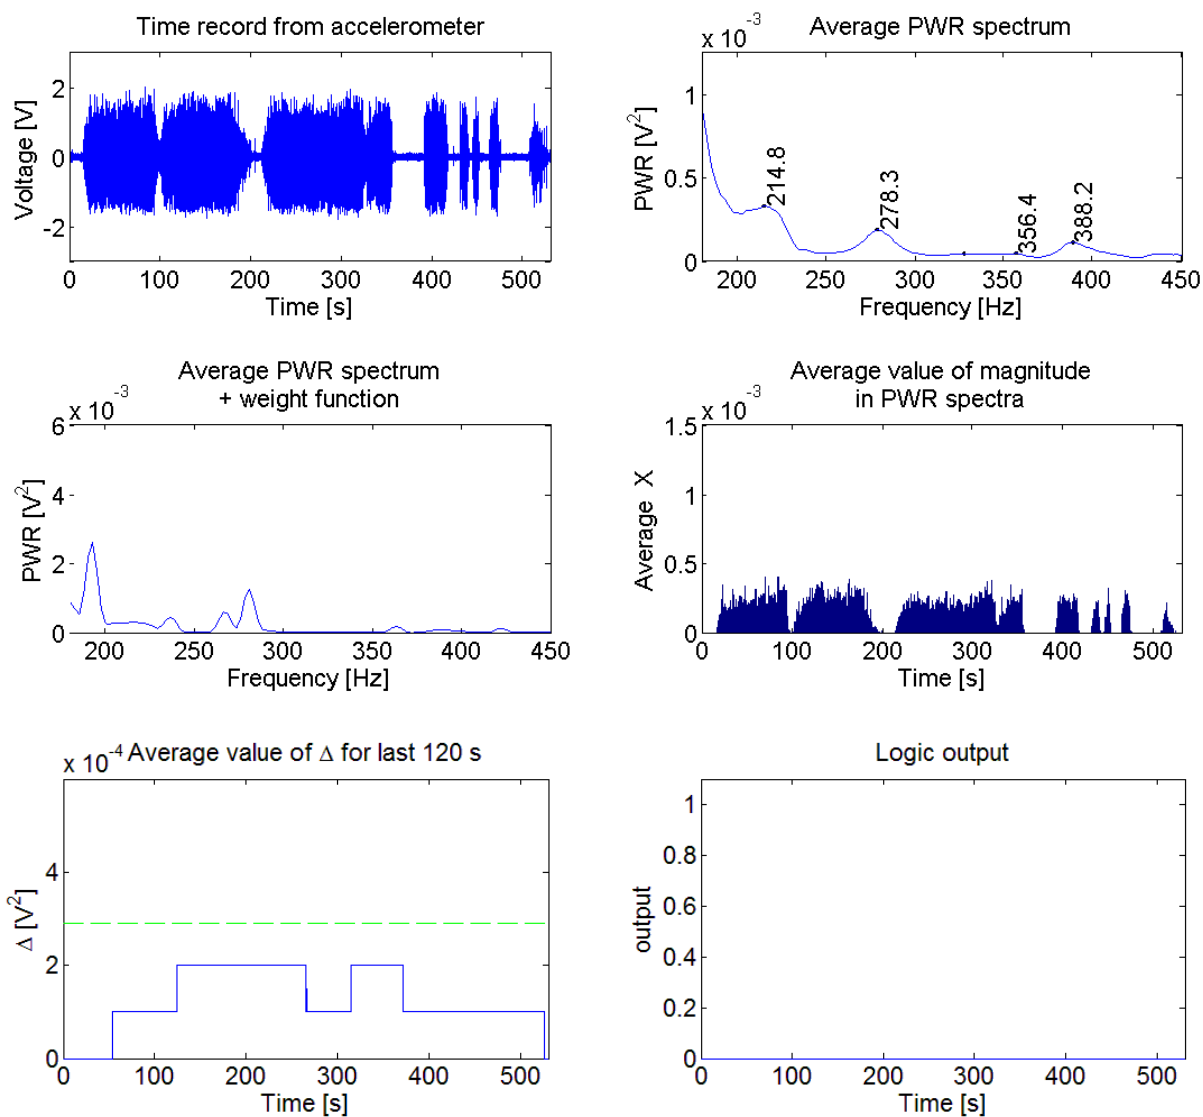 Time record from accelerometer
Voltage [V]
2
0
-2
0 100 200 300 400 500
Time [s]
Average PWR spectrum
x 10^-3
PWR [V^2]
1
0.5
0
214.8
278.3
356.4
388.2
200 250 300 350 400 450
Frequency [Hz]
Average PWR spectrum
+ weight function
x 10^-3
PWR [V^2]
6
4
2
0
200 250 300 350 400 450
Frequency [Hz]
Average value of magnitude
in PWR spectra
x 10^-3
Average X
1.5
1
0.5
0
0 100 200 300 400 500
Time [s]
x 10^-4 Average value of Δ for last 120 s
Δ [V^2]
4
2
0
0 100 200 300 400 500
Time [s]
Logic output
output
1
0.8
0.6
0.4
0.2
0
0 100 200 300 400 500
Time [s]